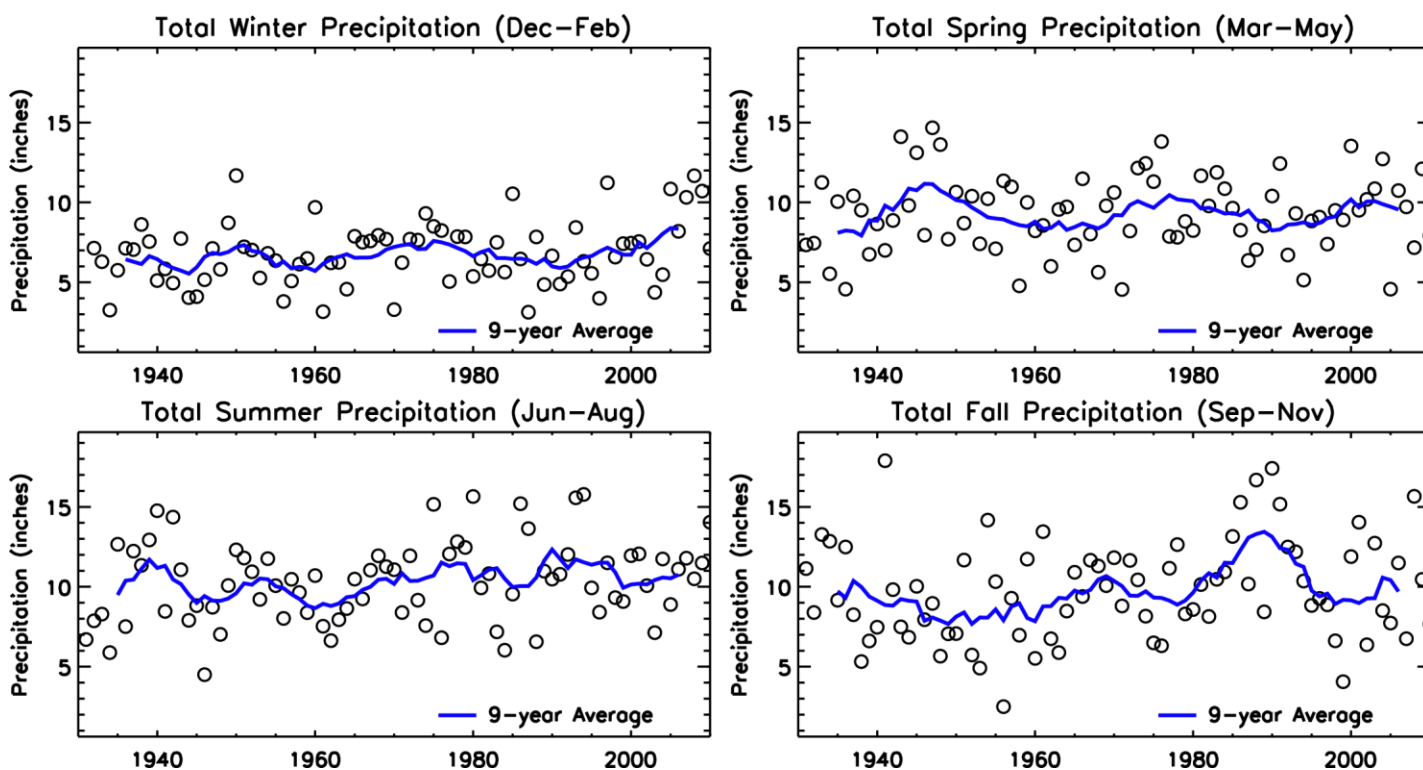 Total Winter Precipitation (Dec-Feb)
Precipitation (inches)
15
10
5
9-year Average
1940 1960 1980 2000
Total Spring Precipitation (Mar-May)
Precipitation (inches)
15
10
5
9-year Average
1940 1960 1980 2000
Total Summer Precipitation (Jun-Aug)
Precipitation (inches)
15
10
5
9-year Average
1940 1960 1980 2000
Total Fall Precipitation (Sep-Nov)
Precipitation (inches)
15
10
5
9-year Average
1940 1960 1980 2000